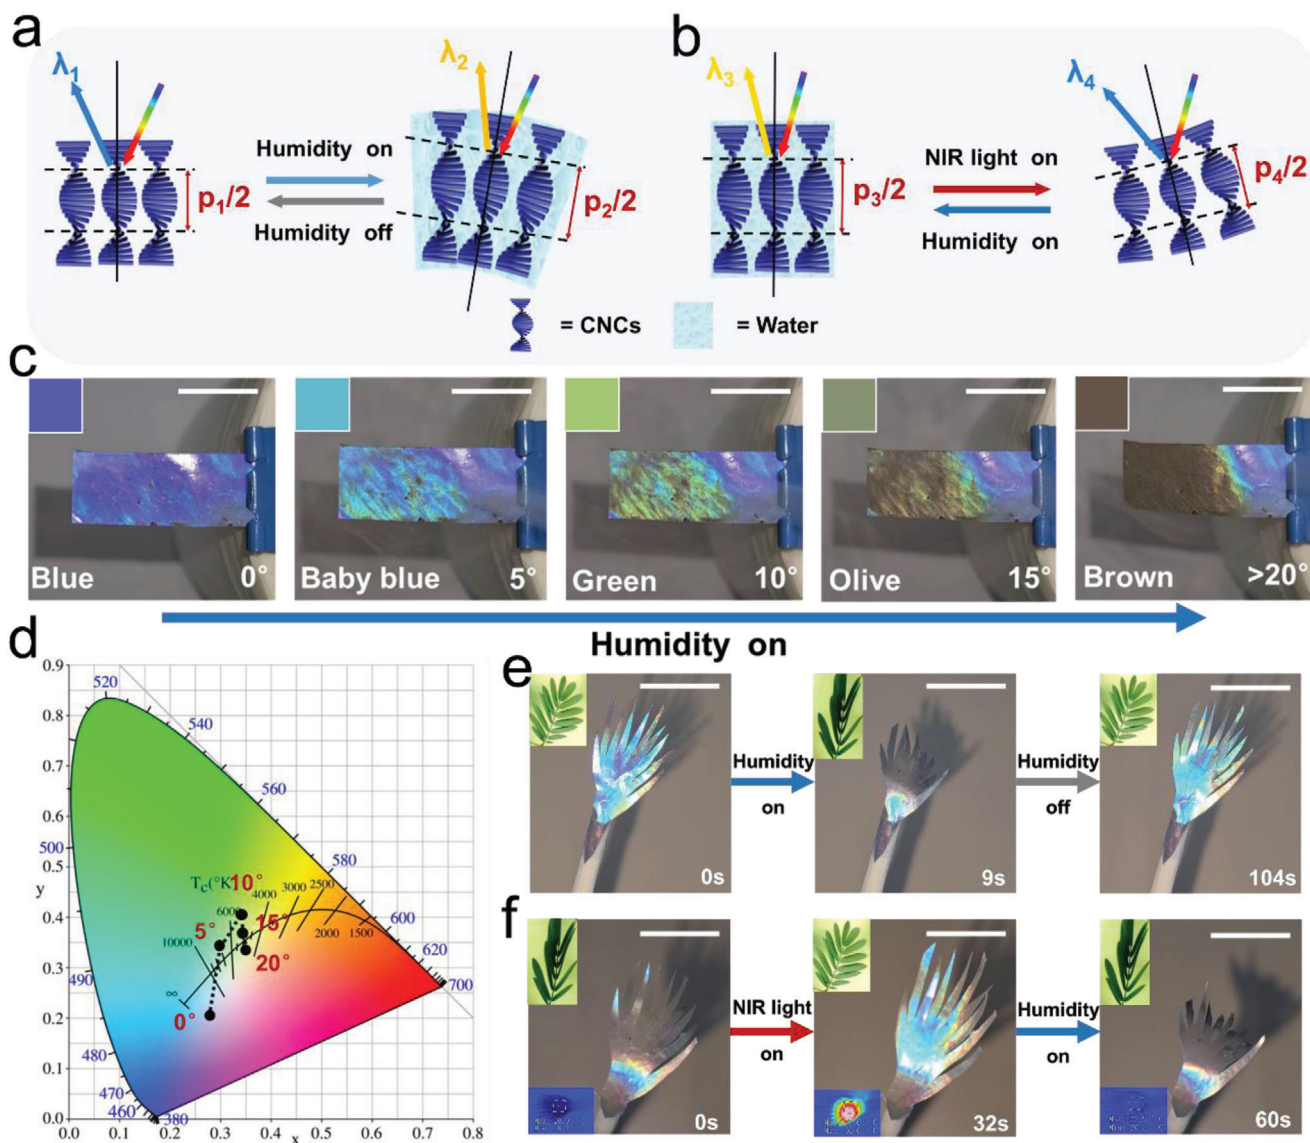 a
λ1
λ2
Humidity on
Humidity off
p1/2
p2/2
b
λ3
λ4
NIR light on
Humidity on
p3/2
p4/2
= CNCs
= Water
c
Blue 0°
Baby blue 5°
Green 10°
Olive 15°
Brown >20°
Humidity on
d
0.9
0.8
0.7
0.6
0.5
0.5
y
0.4
0.3
0.2
0.1
0.0
0.0 0.1 0.2 0.3 0.4 0.5 0.6 0.7 0.8
x
520
540
560
580
600
620
700
500
490
480
470
460
380
Tc(°K
∞
10000
6000
4000
3000
2500
2000
1500
0°
5°
10°
15°
20°
e
0s
Humidity
on
9s
Humidity
off
104s
f
0s
NIR light
on
32s
Humidity
on
60s